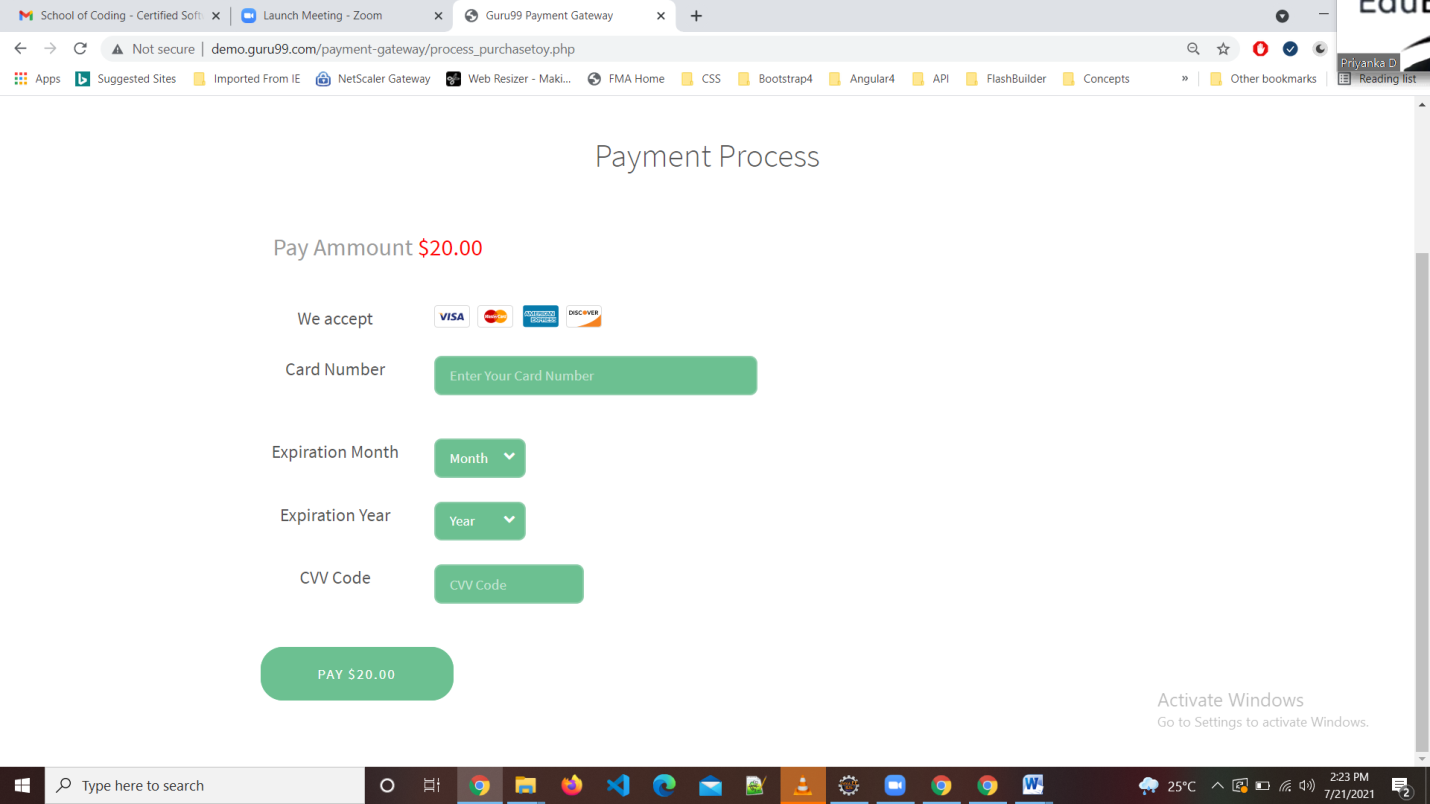 School of Coding - Certified Soft
Launch Meeting - Zoom
Guru99 Payment Gateway
Not secure | demo.guru99.com/payment-gateway/process_purchasetoy.php
Priyanka D
Apps
Suggested Sites
Imported From IE
NetScaler Gateway
Web Resizer - Maki...
FMA Home
CSS
Bootstrap4
Angular4
API
FlashBuilder
Concepts
»
Other bookmarks
Reading list
Payment Process
Pay Ammount $20.00
We accept
VISA
MasterCard
AMERICAN EXPRESS
DISCOVER
Card Number
Enter Your Card Number
Expiration Month
Month
Expiration Year
Year
CVV Code
CVV Code
PAY $20.00
Activate Windows
Go to Settings to activate Windows.
Type here to search
25°C
2:23 PM
7/21/2021
2